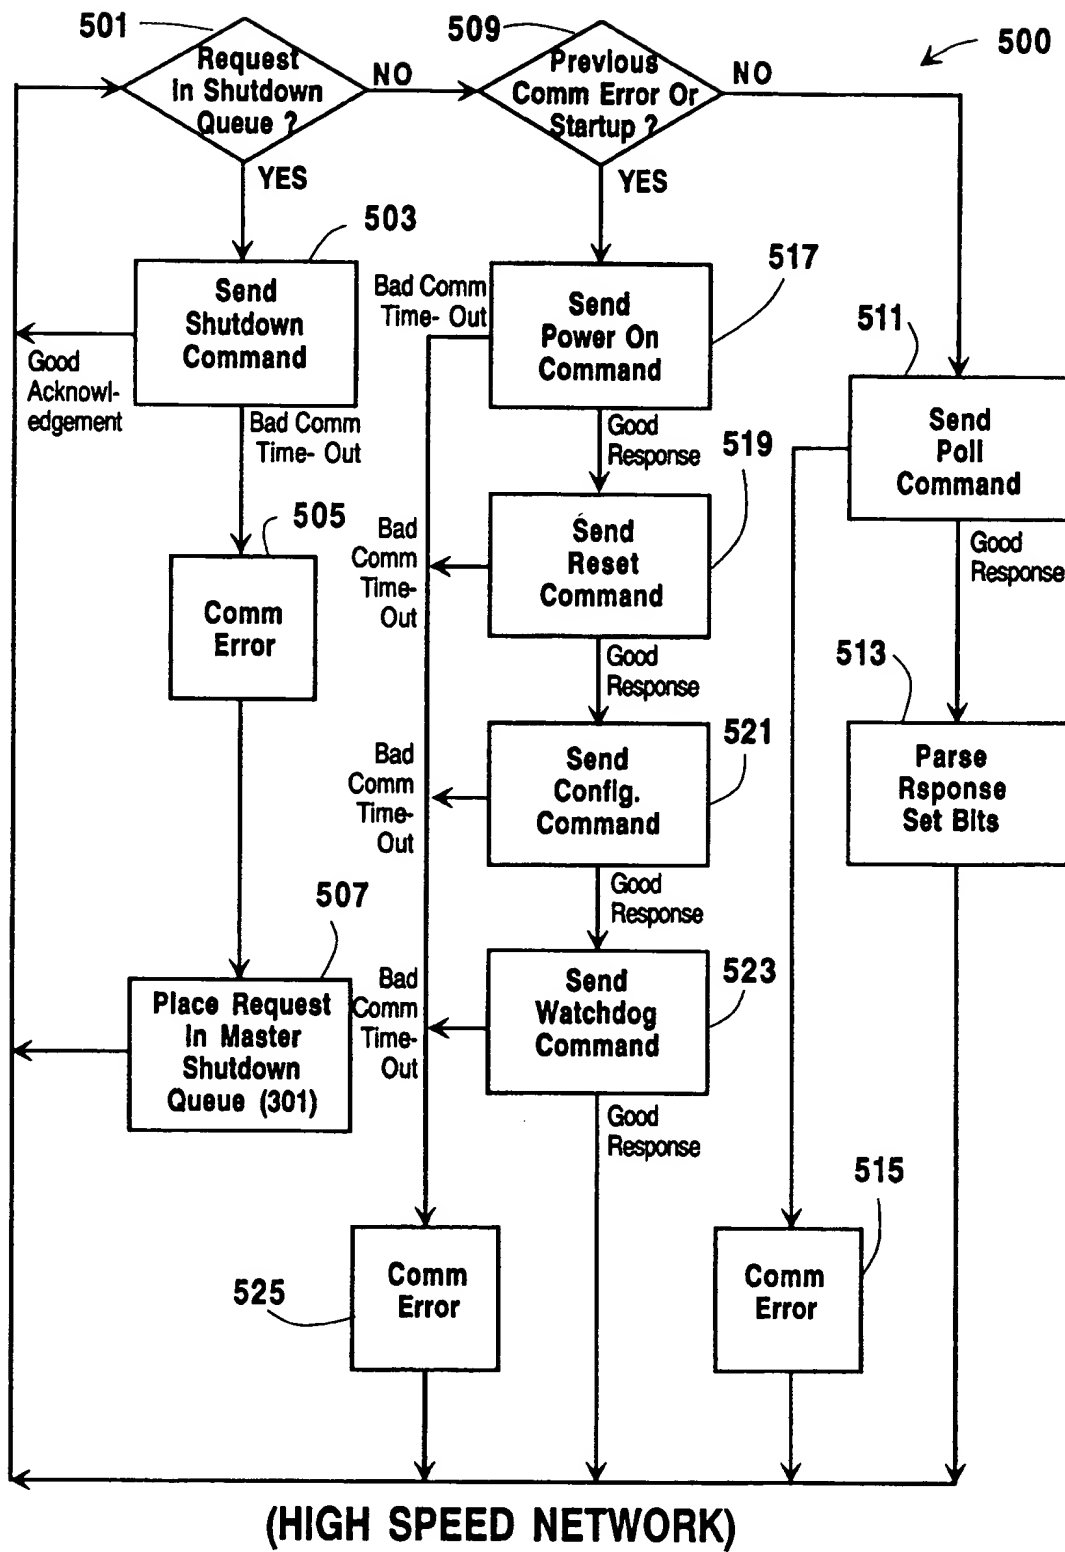 501
Request
in Shutdown
Queue ?
NO
YES
509
Previous
Comm Error Or
Startup ?
NO
YES
500
503
Send
Shutdown
Command
Good
Acknowl-
edgement
Bad Comm
Time- Out
505
Comm
Error
507
Place Request
in Master
Shutdown
Queue (301)
517
Send
Power On
Command
Bad Comm
Time- Out
Good
Response
519
Send
Reset
Command
Bad
Comm
Time-
Out
Good
Response
521
Send
Config.
Command
Bad
Comm
Time-
Out
Good
Response
523
Send
Watchdog
Command
Bad
Comm
Time-
Out
Good
Response
525
Comm
Error
511
Send
Poll
Command
Good
Response
513
Parse
Rsponse
Set Bits
515
Comm
Error
(HIGH SPEED NETWORK)